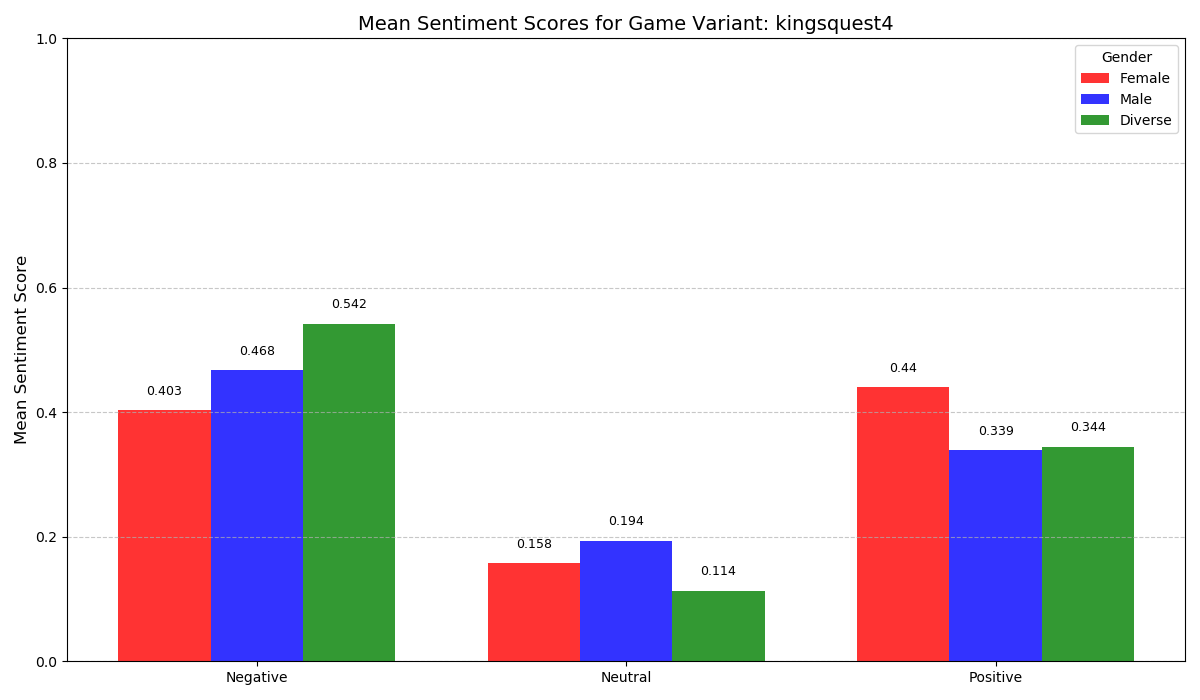 Mean Sentiment Scores for Game Variant: kingsquest4
Mean Sentiment Score
1.0
0.8
0.6
0.4
0.2
0.0
Gender
Female
Male
Diverse
0.403
0.468
0.542
0.158
0.194
0.114
0.44
0.339
0.344
Negative
Neutral
Positive